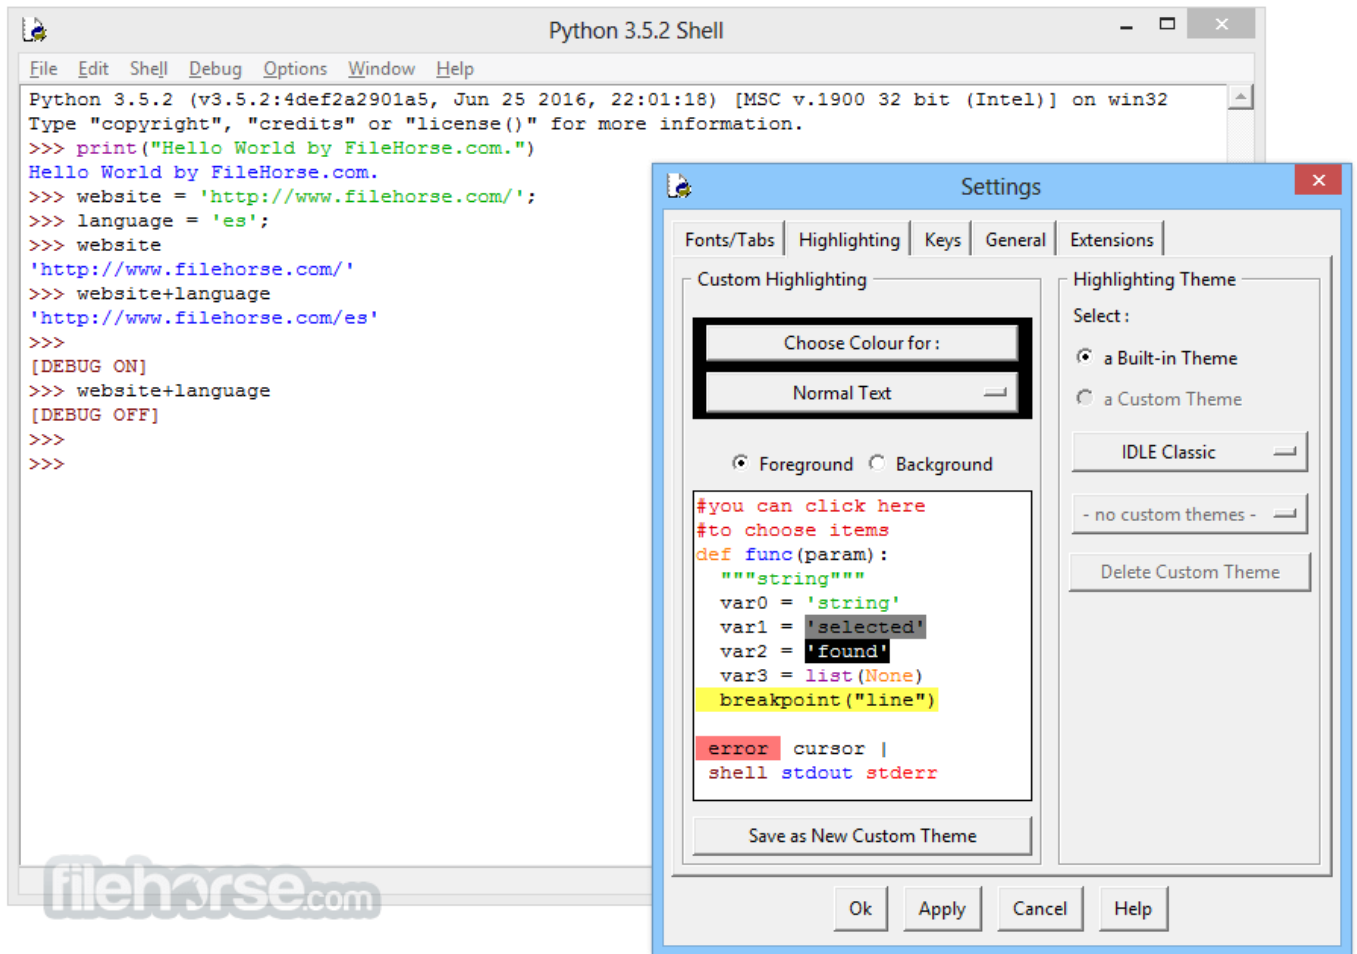 Python 3.5.2 Shell
File Edit Shell Debug Options Window Help
Python 3.5.2 (v3.5.2:4def2a2901a5, Jun 25 2016, 22:01:18) [MSC v.1900 32 bit (Intel)] on win32
Type "copyright", "credits" or "license()" for more information.
>>> print("Hello World by FileHorse.com.")
Hello World by FileHorse.com.
>>> website = 'http://www.filehorse.com/';
>>> language = 'es';
>>> website
'http://www.filehorse.com/'
>>> website+language
'http://www.filehorse.com/es'
>>>
[DEBUG ON]
>>> website+language
[DEBUG OFF]
>>>
>>>
filehorse.com
Settings
Fonts/Tabs Highlighting Keys General Extensions
Custom Highlighting
Choose Colour for :
Normal Text
Foreground Background
#you can click here
#to choose items
def func(param):
  """string"""
  var0 = 'string'
  var1 = 'selected'
  var2 = 'found'
  var3 = list(None)
  breakpoint("line")
 error  cursor |
 shell stdout stderr
Save as New Custom Theme
Highlighting Theme
Select :
a Built-in Theme
a Custom Theme
IDLE Classic
- no custom themes -
Delete Custom Theme
Ok Apply Cancel Help